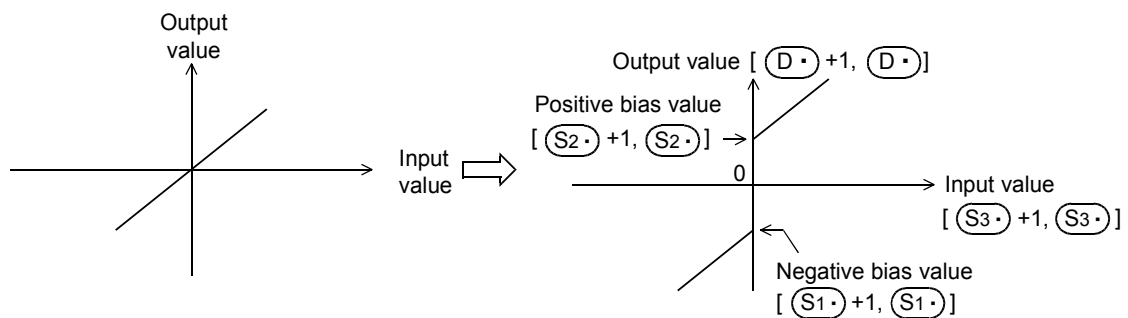 Output
value
Input
value
Output value [ D· +1, D· ]
Positive bias value
[ S2· +1, S2· ]
0
Input value
[ S3· +1, S3· ]
Negative bias value
[ S1· +1, S1· ]